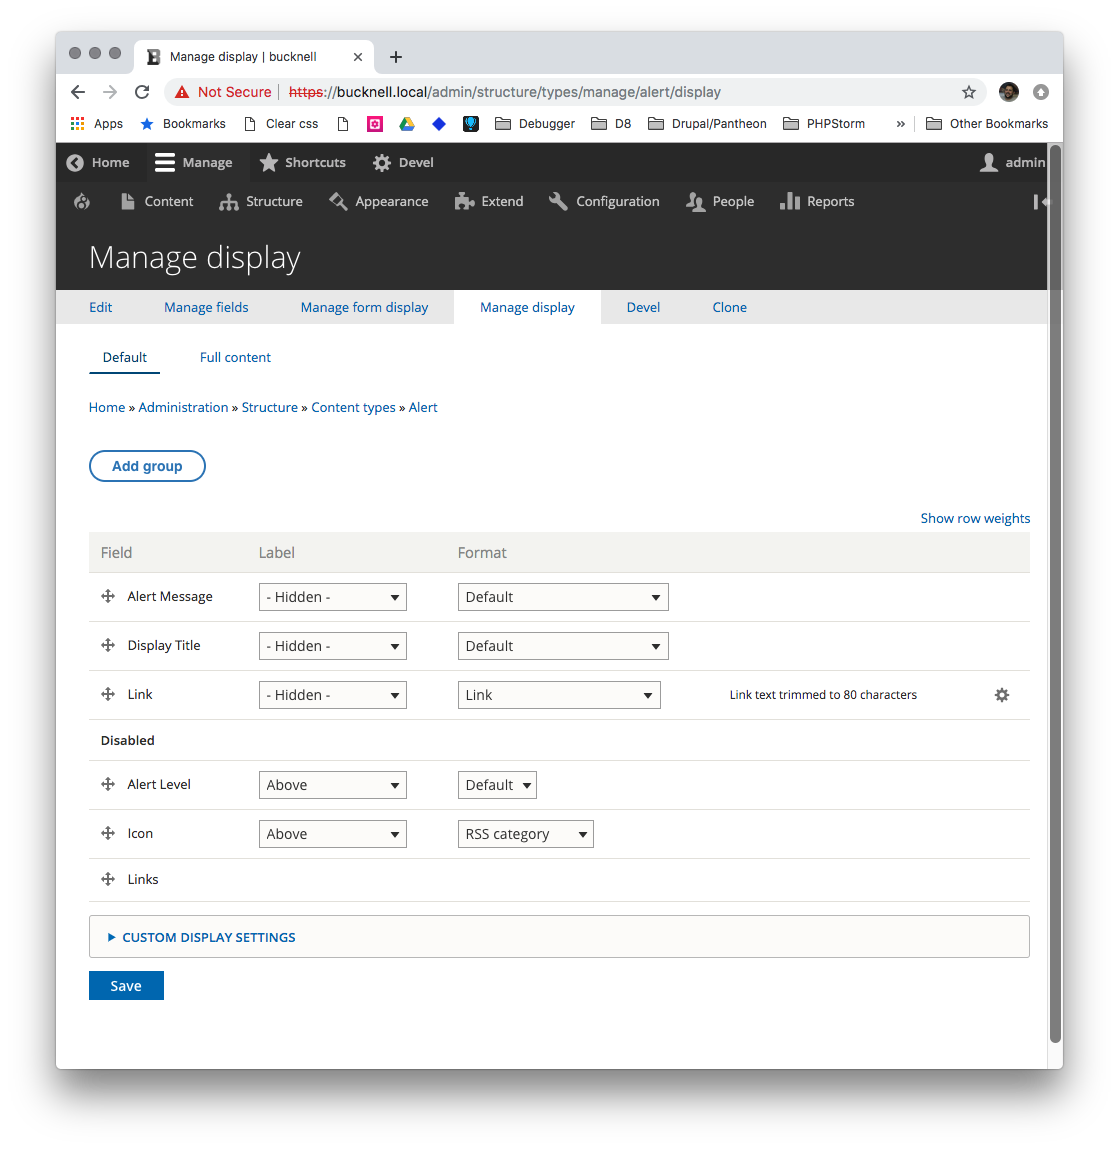 Manage display | bucknell
Not Secure | https://bucknell.local/admin/structure/types/manage/alert/display
Apps Bookmarks Clear css Debugger D8 Drupal/Pantheon PHPStorm » Other Bookmarks
Home Manage Shortcuts Devel admin
Content Structure Appearance Extend Configuration People Reports
Manage display
Edit Manage fields Manage form display Manage display Devel Clone
Default Full content
Home » Administration » Structure » Content types » Alert
Add group
Show row weights
Field Label Format
Alert Message - Hidden - Default
Display Title - Hidden - Default
Link - Hidden - Link Link text trimmed to 80 characters
Disabled
Alert Level Above Default
Icon Above RSS category
Links
CUSTOM DISPLAY SETTINGS
Save